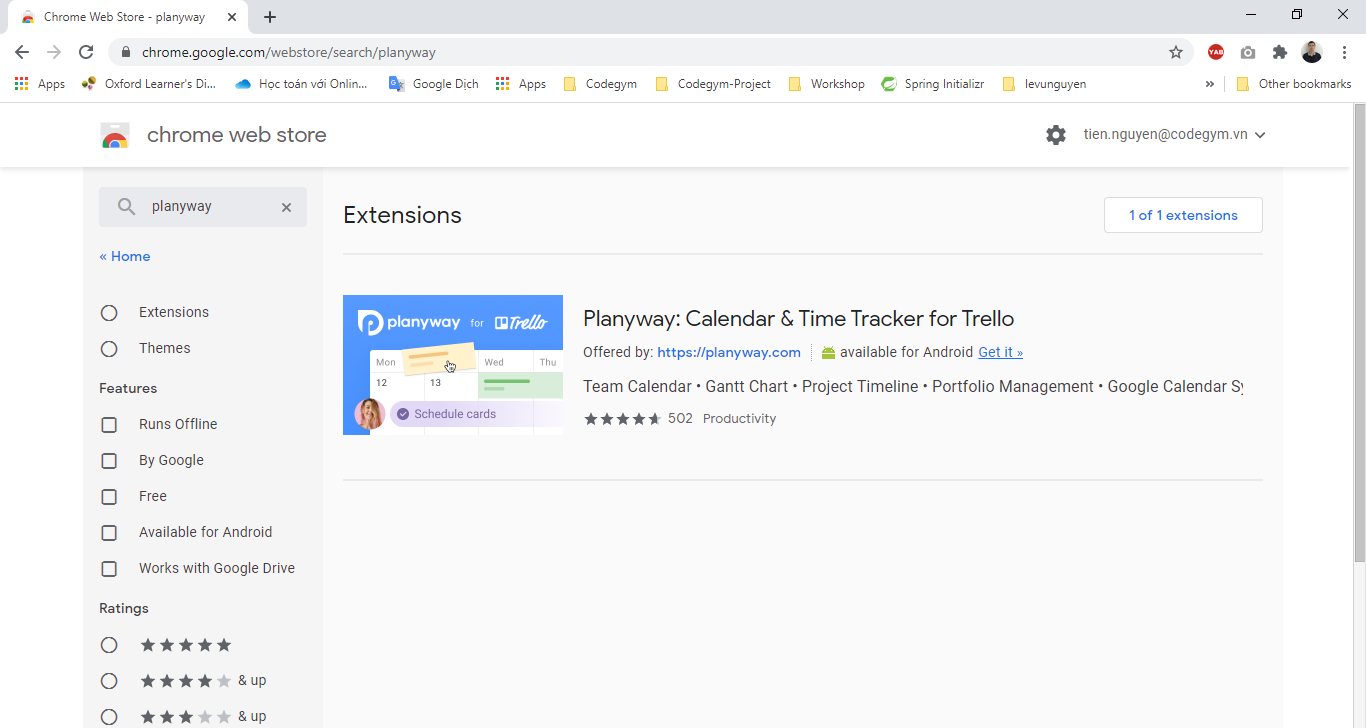 Chrome Web Store - planyway
chrome.google.com/webstore/search/planyway
YAB
Apps Oxford Learner's Di... Học toán với Onlin... Google Dịch Apps Codegym Codegym-Project Workshop Spring Initializr levunguyen » Other bookmarks
chrome web store
tien.nguyen@codegym.vn
planyway
« Home
Extensions
Themes
Features
Runs Offline
By Google
Free
Available for Android
Works with Google Drive
Ratings
& up
& up
Extensions
1 of 1 extensions
planyway for Trello
Mon Wed Thu
12 13
Schedule cards
Planyway: Calendar & Time Tracker for Trello
Offered by: https://planyway.com available for Android Get it »
Team Calendar • Gantt Chart • Project Timeline • Portfolio Management • Google Calendar Sy
502 Productivity